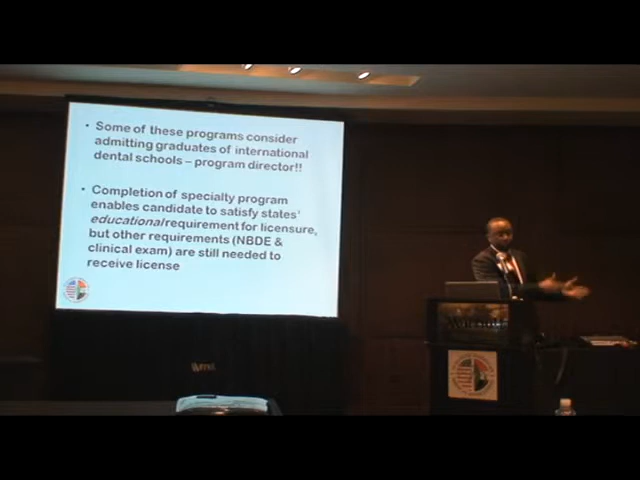 • Some of these programs consider
admitting graduates of international
dental schools – program director!!
• Completion of specialty program
enables candidate to satisfy states'
educational requirement for licensure,
but other requirements (NBDE &
clinical exam) are still needed to
receive license